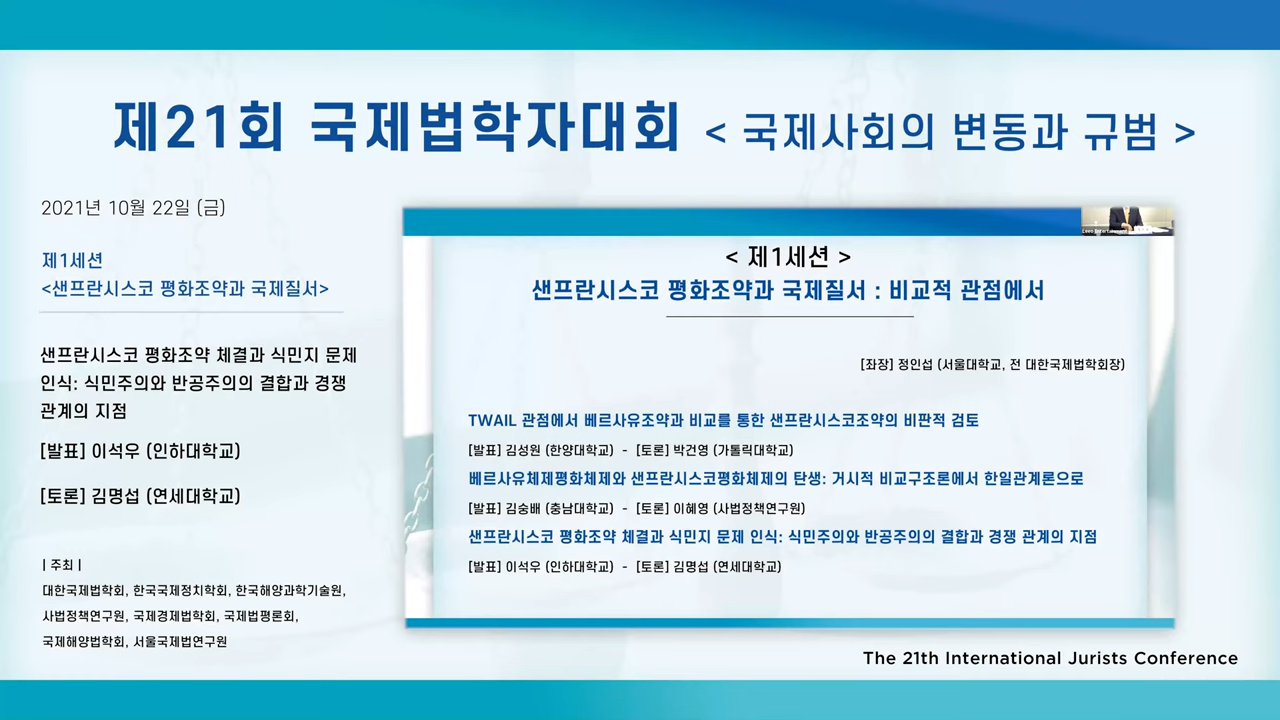 제21회 국제법학자대회 < 국제사회의 변동과 규범 >
2021년 10월 22일 (금)
제1세션
<샌프란시스코 평화조약과 국제질서>
샌프란시스코 평화조약 체결과 식민지 문제
인식: 식민주의와 반공주의의 결합과 경쟁
관계의 지점
[발표] 이석우 (인하대학교)
[토론] 김명섭 (연세대학교)
| 주최 |
대한국제법학회, 한국국제정치학회, 한국해양과학기술원,
사법정책연구원, 국제경제법학회, 국제법평론회,
국제해양법학회, 서울국제법연구원
< 제1세션 >
샌프란시스코 평화조약과 국제질서 : 비교적 관점에서
[좌장] 정인섭 (서울대학교, 전 대한국제법학회장)
TWAIL 관점에서 베르사유조약과 비교를 통한 샌프란시스코조약의 비판적 검토
[발표] 김성원 (한양대학교) - [토론] 박건영 (가톨릭대학교)
베르사유체제평화체제와 샌프란시스코평화체제의 탄생: 거시적 비교구조론에서 한일관계론으로
[발표] 김숭배 (충남대학교) - [토론] 이혜영 (사법정책연구원)
샌프란시스코 평화조약 체결과 식민지 문제 인식: 식민주의와 반공주의의 결합과 경쟁 관계의 지점
[발표] 이석우 (인하대학교) - [토론] 김명섭 (연세대학교)
The 21th International Jurists Conference